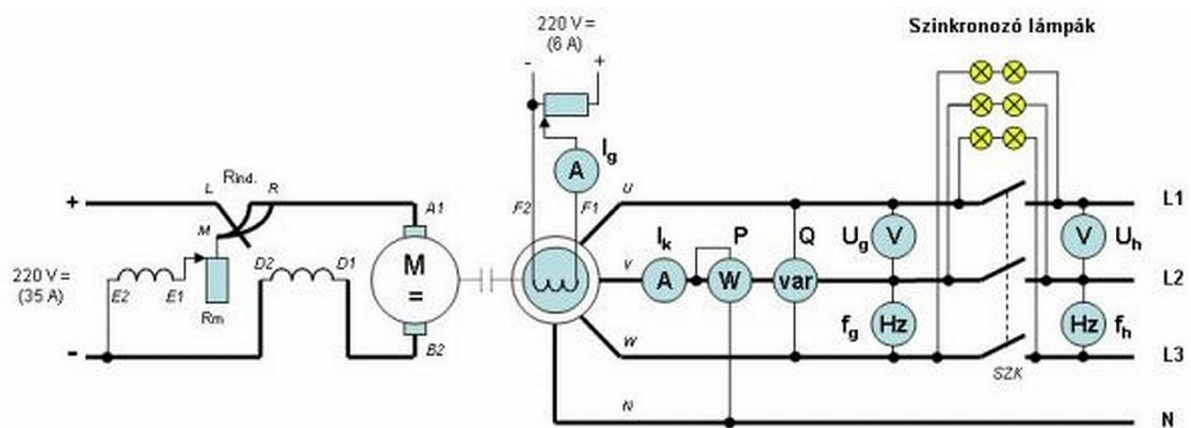 220 V =
(6 A)
Szinkronozó lámpák
- +
Ig
A
Rind.
L R
+
A1
F2 F1
U
L1
M
Ik P Q Ug V V Uh
220 V =
(35 A)
E2 E1
D2 D1
M
=
V
A W var
L2
Rm
fg Hz Hz fh
-
B2
W
SZK
L3
N
N